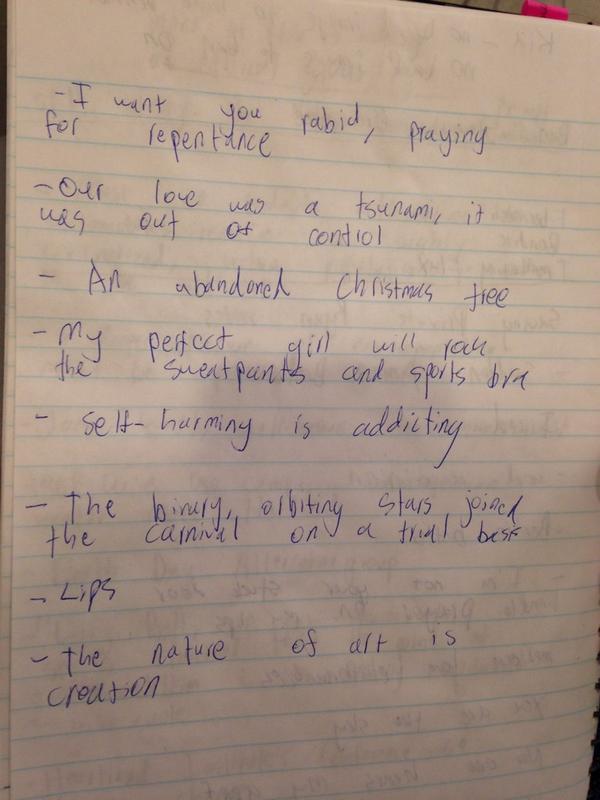 - I want you rabid, praying
for repentance
- Our love was a tsunami, it
was out of control
- An abandoned Christmas tree
- My perfect girl will rock
the sweatpants and sports bra
- Self-harming is addicting
- The binary, orbiting stars joined
the carnival on a trial basis
- Lips
- The nature of art is
creation